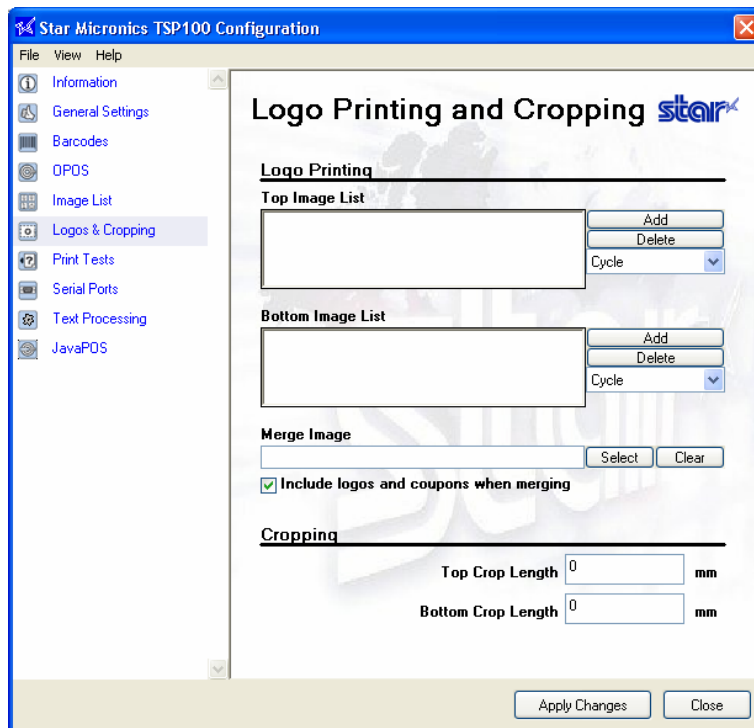 Star Micronics TSP100 Configuration
File View Help
Information
General Settings
Barcodes
OPOS
Image List
Logos & Cropping
Print Tests
Serial Ports
Text Processing
JavaPOS
Logo Printing and Cropping star
Logo Printing
Top Image List
Add
Delete
Cycle
Bottom Image List
Add
Delete
Cycle
Merge Image
Select Clear
Include logos and coupons when merging
Cropping
Top Crop Length 0 mm
Bottom Crop Length 0 mm
Apply Changes Close